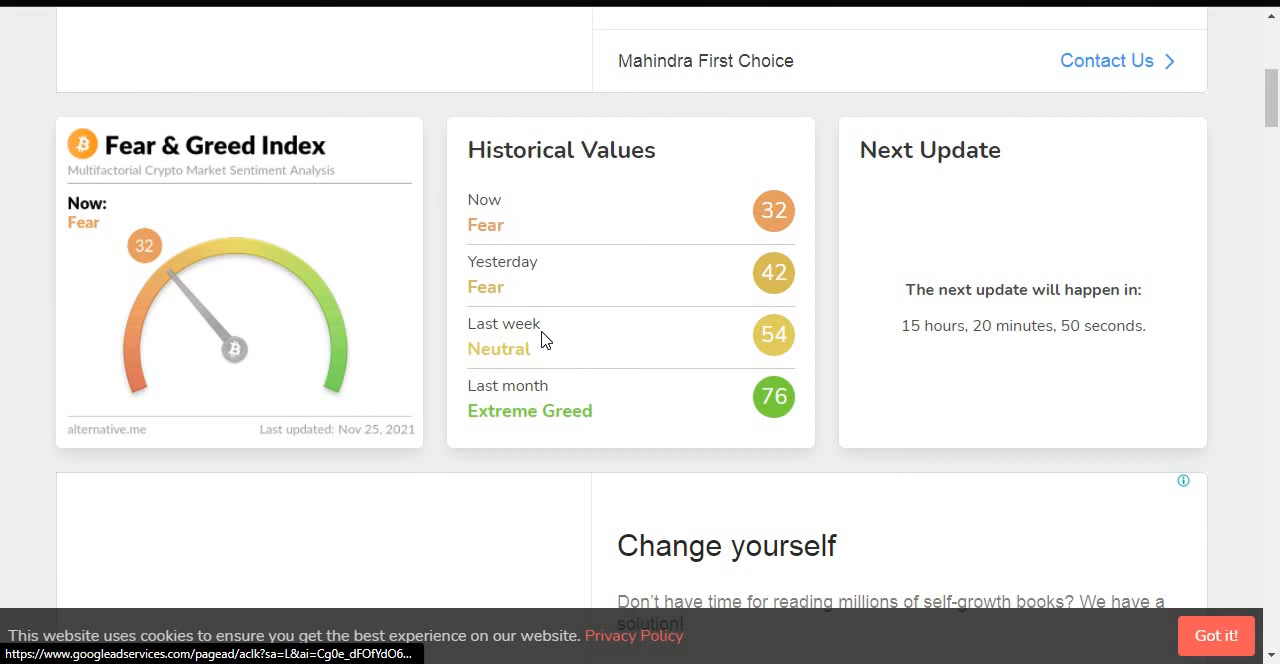 Mahindra First Choice
Contact Us
Fear & Greed Index
Multifactorial Crypto Market Sentiment Analysis
Now:
Fear
32
alternative.me
Last updated: Nov 25, 2021
Historical Values
Now
Fear
32
Yesterday
Fear
42
Last week
Neutral
54
Last month
Extreme Greed
76
Next Update
The next update will happen in:
15 hours, 20 minutes, 50 seconds.
Change yourself
Don't have time for reading millions of self-growth books? We have a
solution!
This website uses cookies to ensure you get the best experience on our website. Privacy Policy
Got it!
https://www.googleadservices.com/pagead/aclk?sa=L&ai=Cg0e_dFOfYdO6...